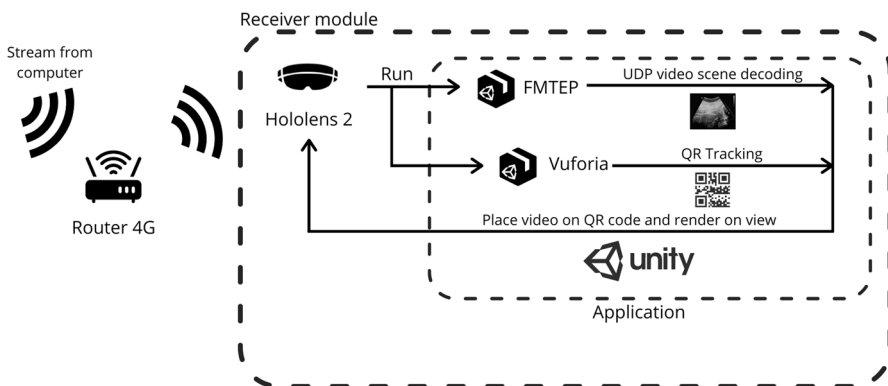 Receiver module
Stream from
computer
Router 4G
Hololens 2
Run
FMTEP
UDP video scene decoding
Vuforia
QR Tracking
Place video on QR code and render on view
unity
Application